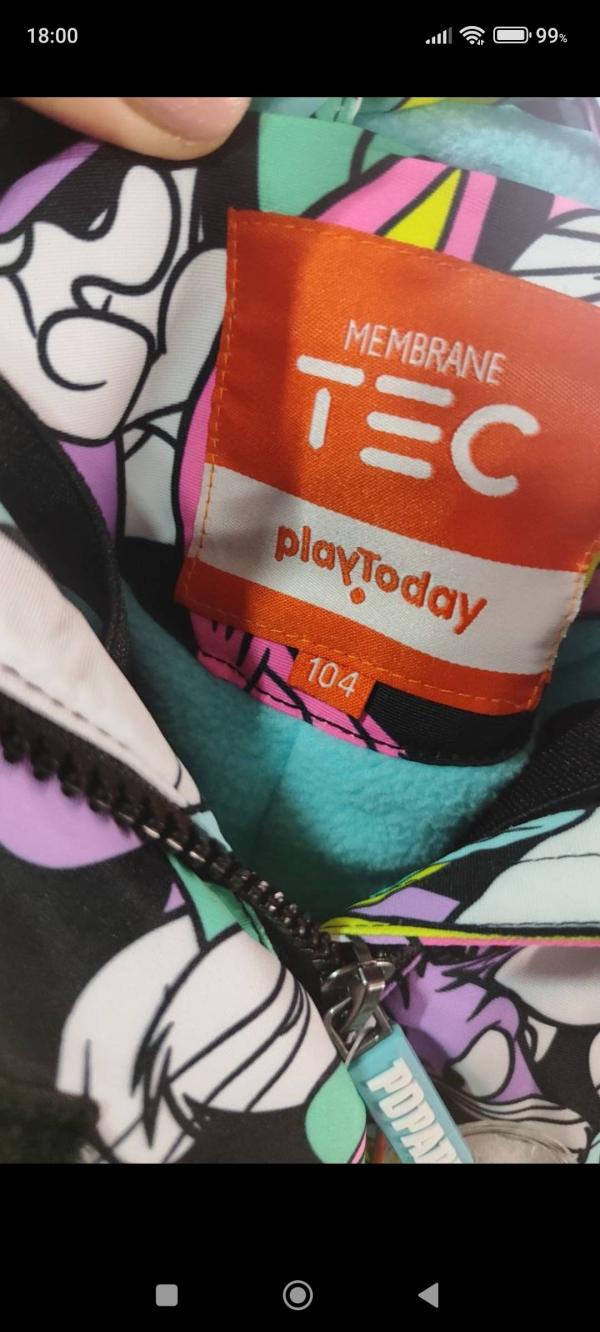 18:00
99%
MEMBRANE
TEC
playToday
104